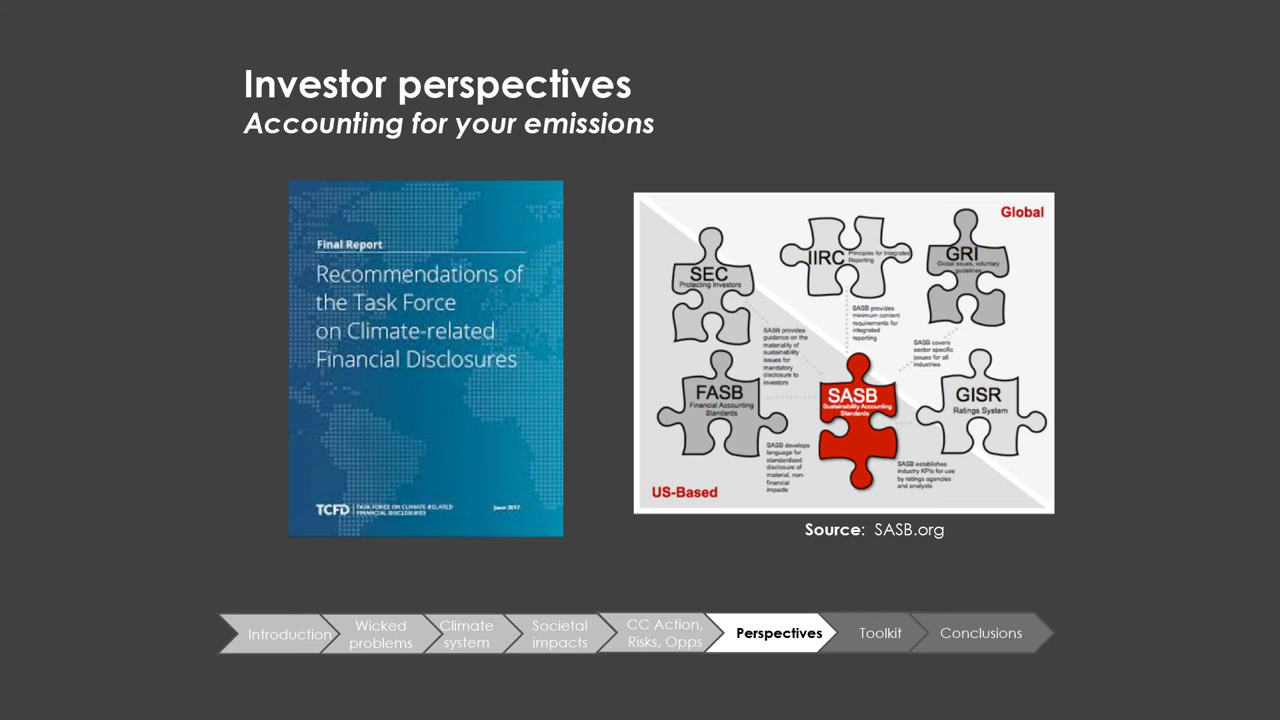 Investor perspectives
Accounting for your emissions
Final Report
Recommendations of
the Task Force
on Climate-related
Financial Disclosures
TCFD
TASK FORCE ON CLIMATE-RELATED
FINANCIAL DISCLOSURES
June 2017
Global
SEC
Protecting Investors
IIRC
Principles for Integrated
Reporting
GRI
Global issues, voluntary
guidelines
SASB provides
guidance on the
materiality of
sustainability
issues for
mandatory
disclosure to
investors
SASB provides
minimum content
requirements for
integrated
reporting
SASB covers
sector specific
issues for all
industries
FASB
Financial Accounting
Standards
SASB
Sustainability Accounting
Standards
GISR
Ratings System
SASB develops
language for
standardized
disclosure of
material, non-
financial
impacts
SASB establishes
industry KPIs for use
by ratings agencies
and analysts
US-Based
Source: SASB.org
Introduction
Wicked
problems
Climate
system
Societal
impacts
CC Action,
Risks, Opps
Perspectives
Toolkit
Conclusions